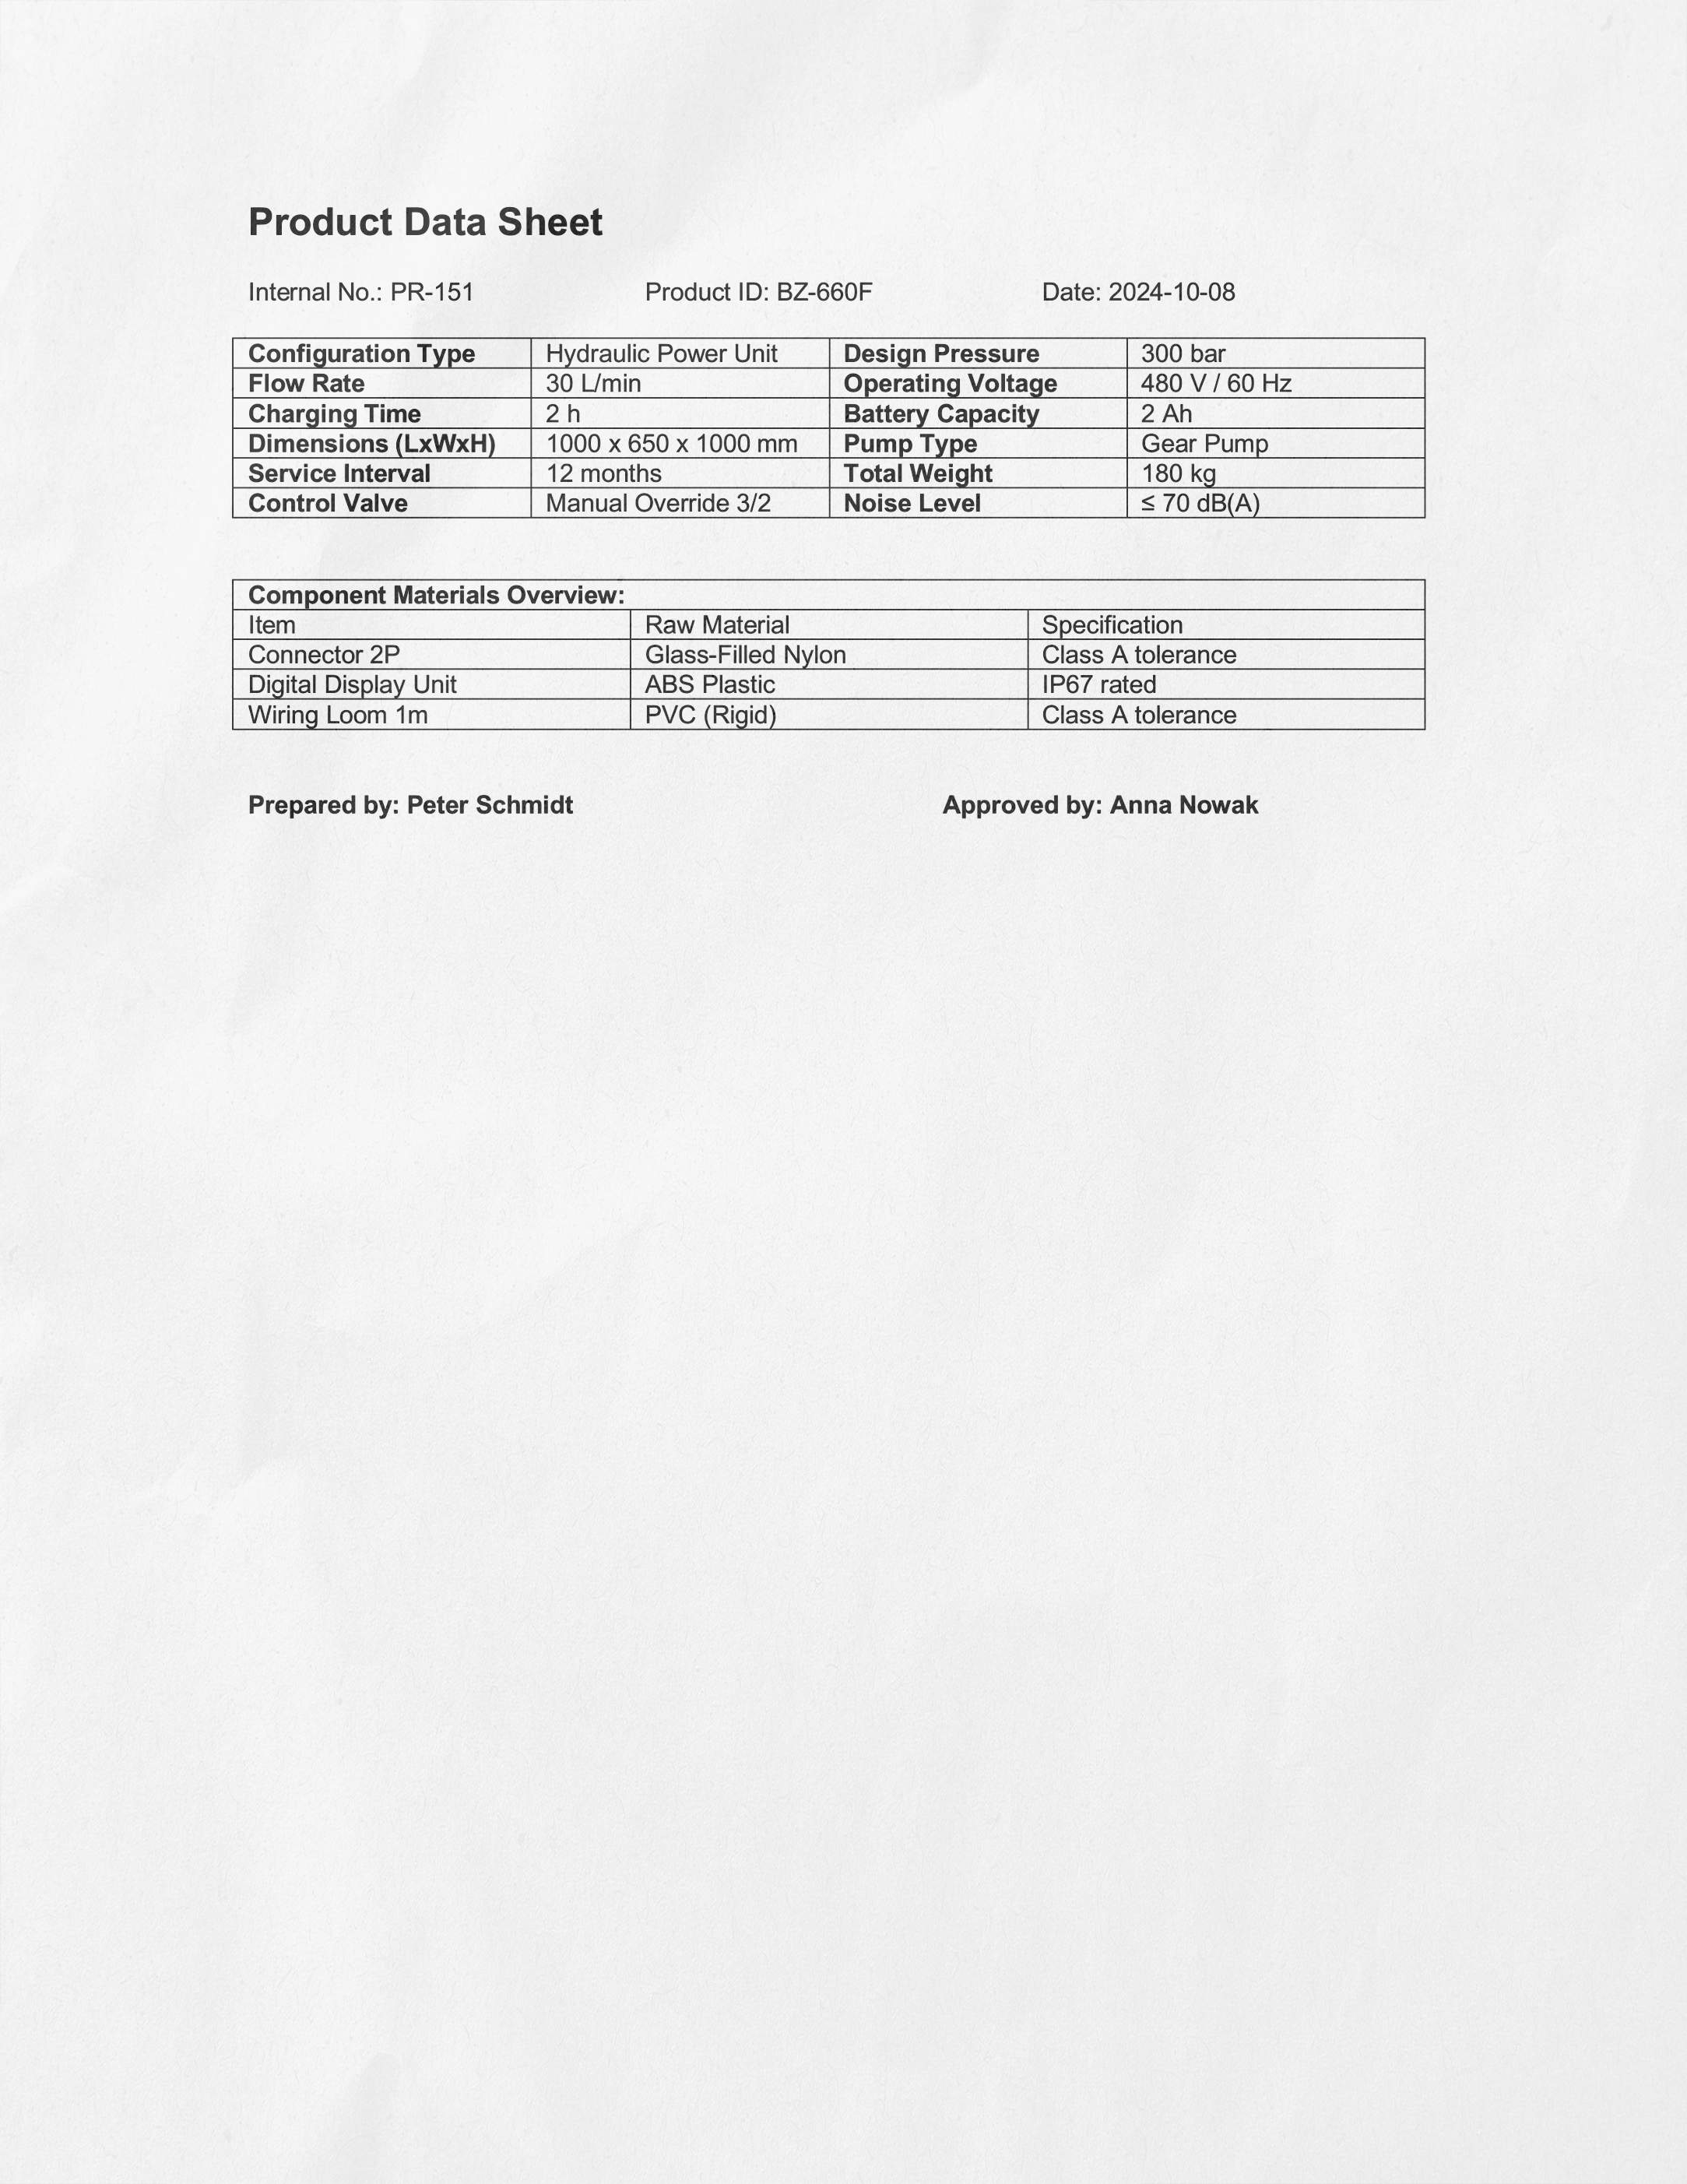 Product Data Sheet
Internal No.: PR-151 Product ID: BZ-660F Date: 2024-10-08
Configuration Type Hydraulic Power Unit Design Pressure 300 bar
Flow Rate 30 L/min Operating Voltage 480 V / 60 Hz
Charging Time 2 h Battery Capacity 2 Ah
Dimensions (LxWxH) 1000 x 650 x 1000 mm Pump Type Gear Pump
Service Interval 12 months Total Weight 180 kg
Control Valve Manual Override 3/2 Noise Level ≤ 70 dB(A)
Component Materials Overview:
Item Raw Material Specification
Connector 2P Glass-Filled Nylon Class A tolerance
Digital Display Unit ABS Plastic IP67 rated
Wiring Loom 1m PVC (Rigid) Class A tolerance
Prepared by: Peter Schmidt Approved by: Anna Nowak